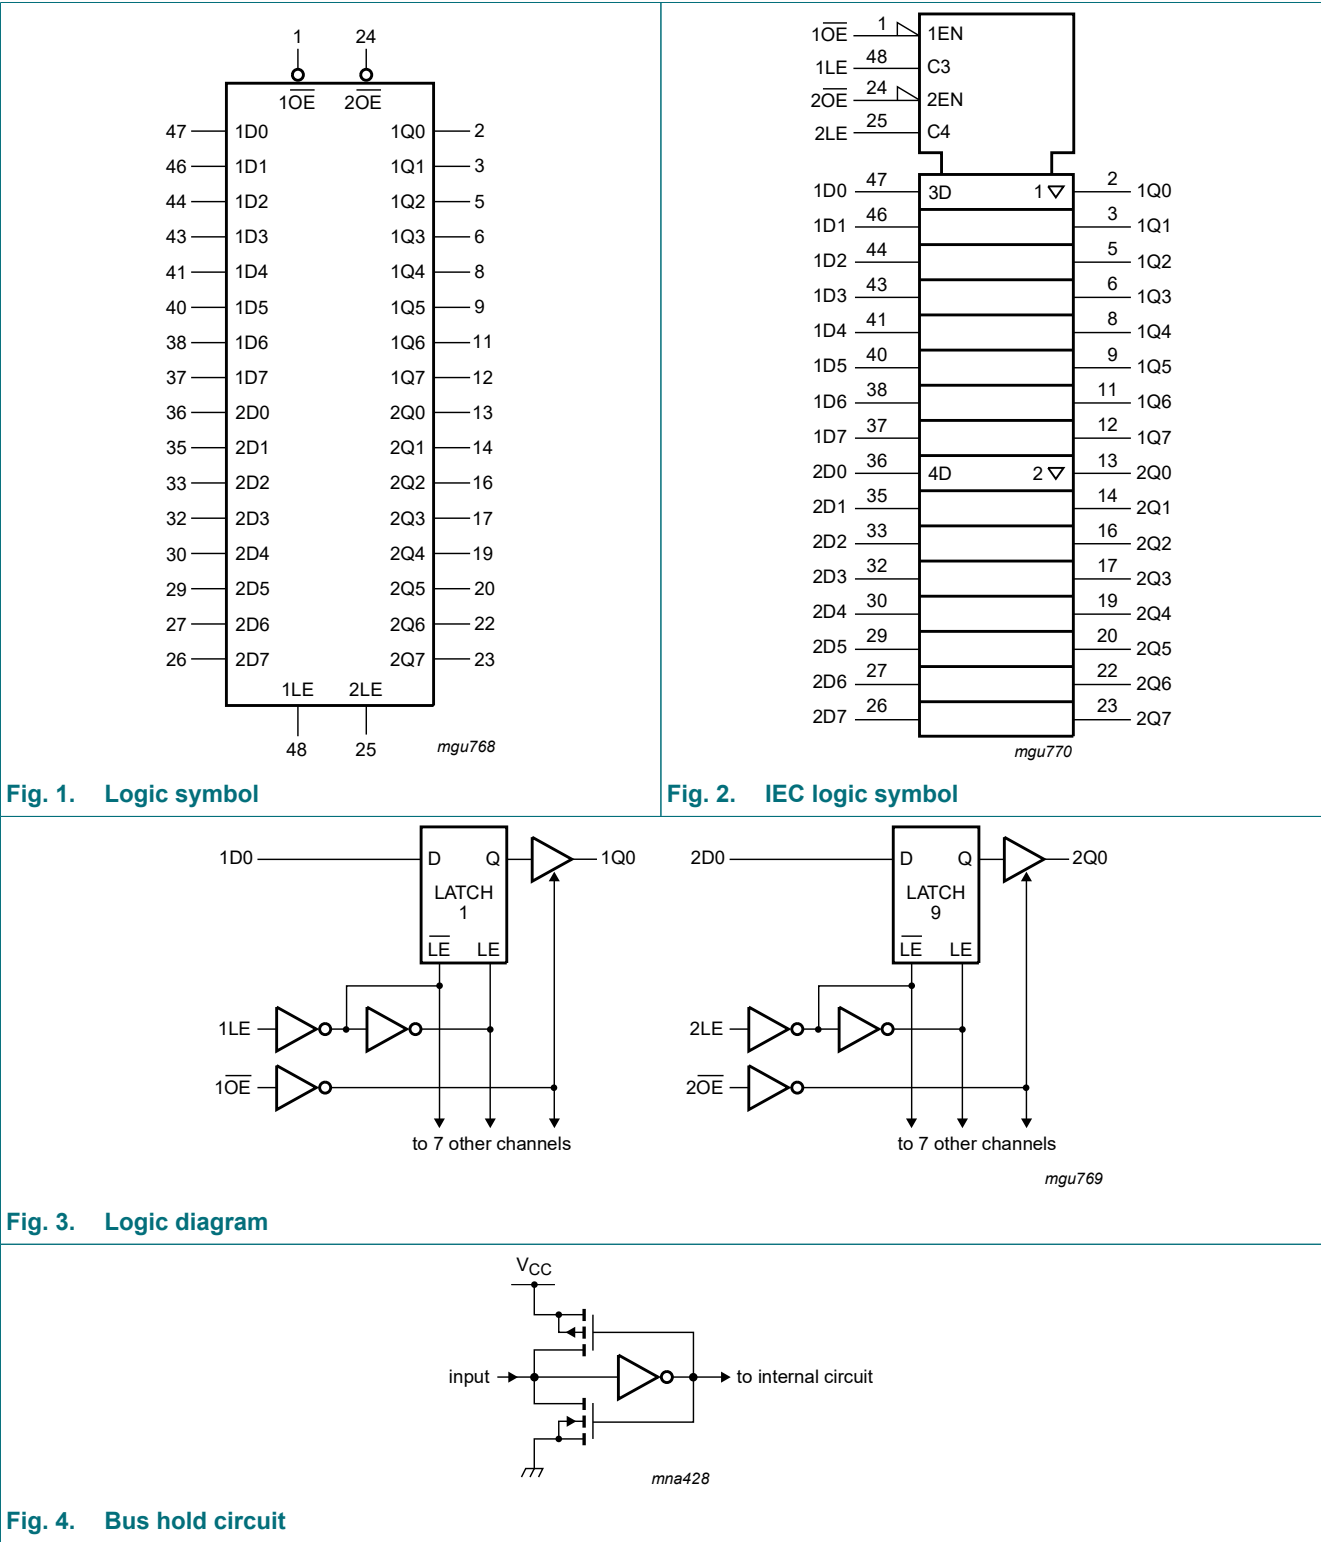 1 24
1OE 2OE
47 1D0 1Q0 2
46 1D1 1Q1 3
44 1D2 1Q2 5
43 1D3 1Q3 6
41 1D4 1Q4 8
40 1D5 1Q5 9
38 1D6 1Q6 11
37 1D7 1Q7 12
36 2D0 2Q0 13
35 2D1 2Q1 14
33 2D2 2Q2 16
32 2D3 2Q3 17
30 2D4 2Q4 19
29 2D5 2Q5 20
27 2D6 2Q6 22
26 2D7 2Q7 23
1LE 2LE
48 25
mgu768
Fig. 1. Logic symbol
1OE 1 1EN
1LE 48 C3
2OE 24 2EN
2LE 25 C4
1D0 47 3D 1 2 1Q0
1D1 46 3 1Q1
1D2 44 5 1Q2
1D3 43 6 1Q3
1D4 41 8 1Q4
1D5 40 9 1Q5
1D6 38 11 1Q6
1D7 37 12 1Q7
2D0 36 4D 2 13 2Q0
2D1 35 14 2Q1
2D2 33 16 2Q2
2D3 32 17 2Q3
2D4 30 19 2Q4
2D5 29 20 2Q5
2D6 27 22 2Q6
2D7 26 23 2Q7
mgu770
Fig. 2. IEC logic symbol
1D0 D Q 1Q0
LATCH
1
LE LE
1LE
1OE
to 7 other channels
2D0 D Q 2Q0
LATCH
9
LE LE
2LE
2OE
to 7 other channels
mgu769
Fig. 3. Logic diagram
VCC
input to internal circuit
mna428
Fig. 4. Bus hold circuit